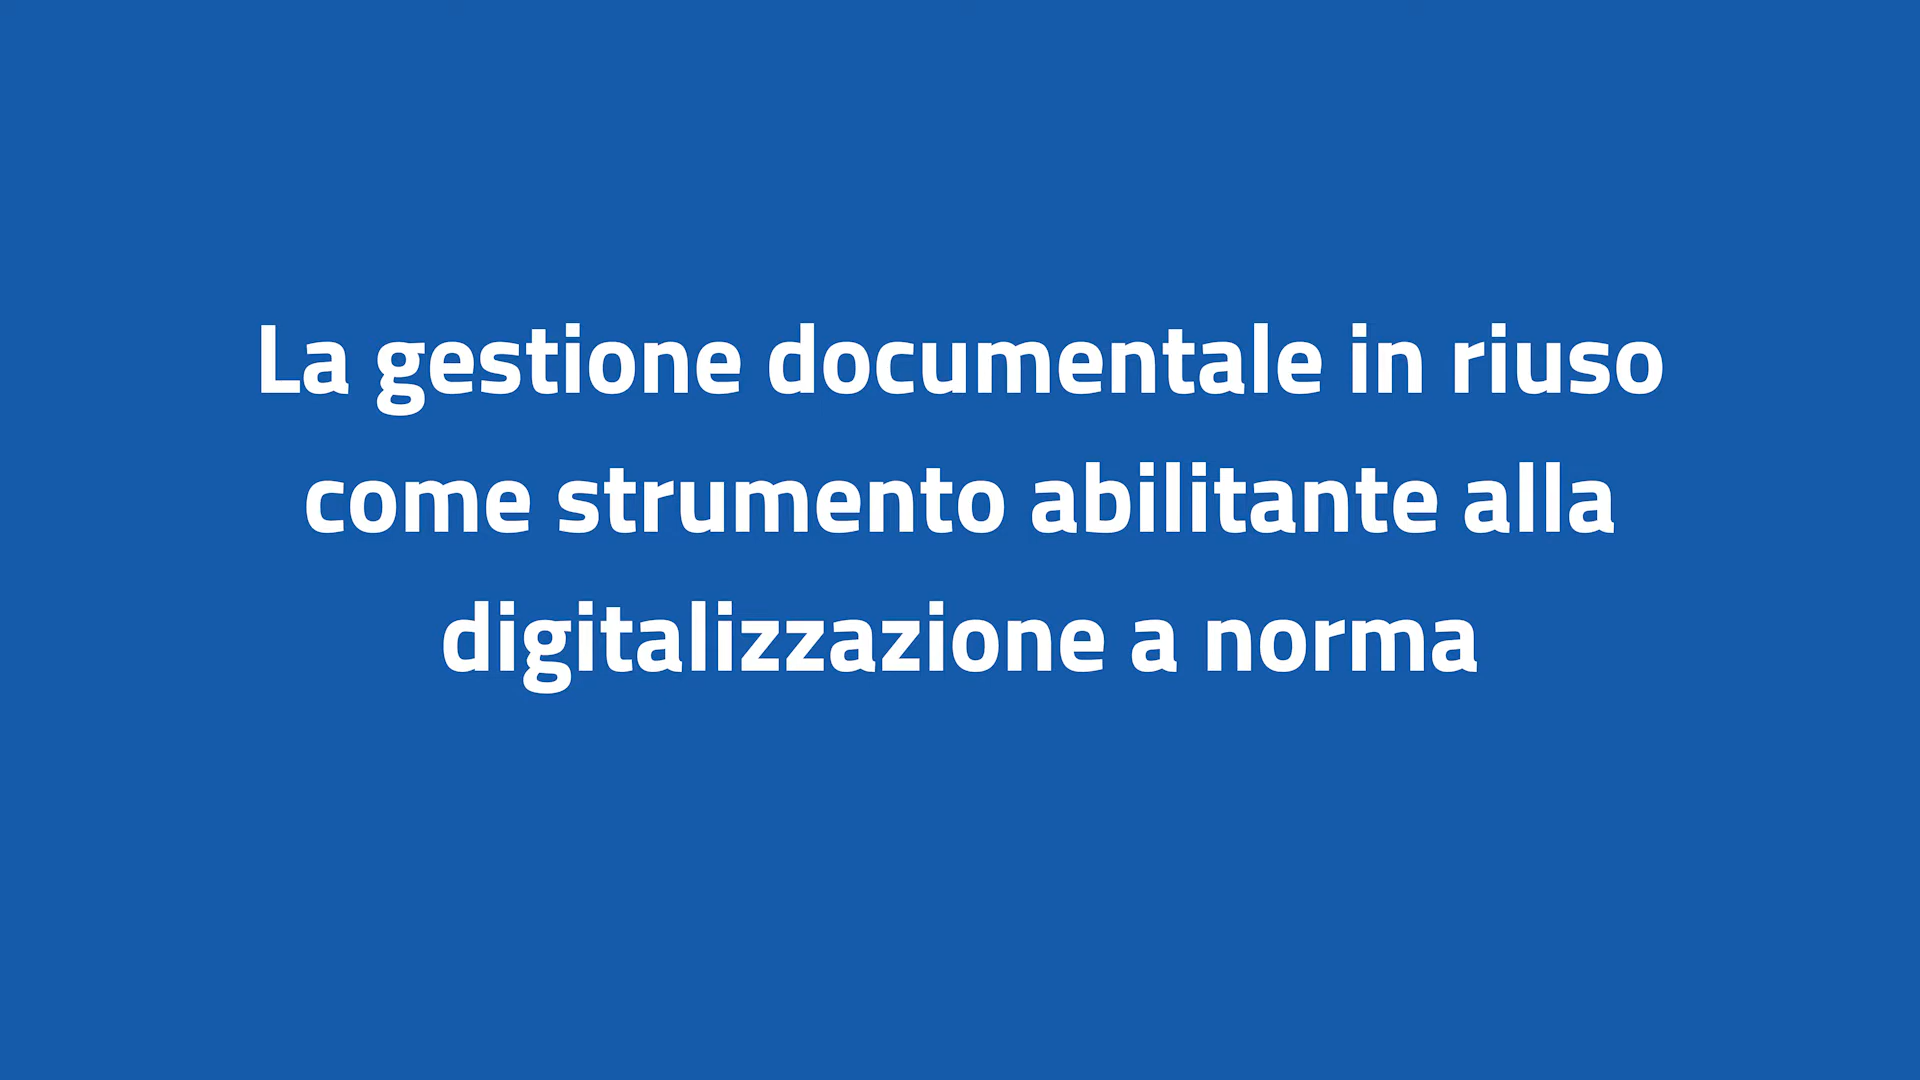 La gestione documentale in riuso
come strumento abilitante alla
digitalizzazione a norma